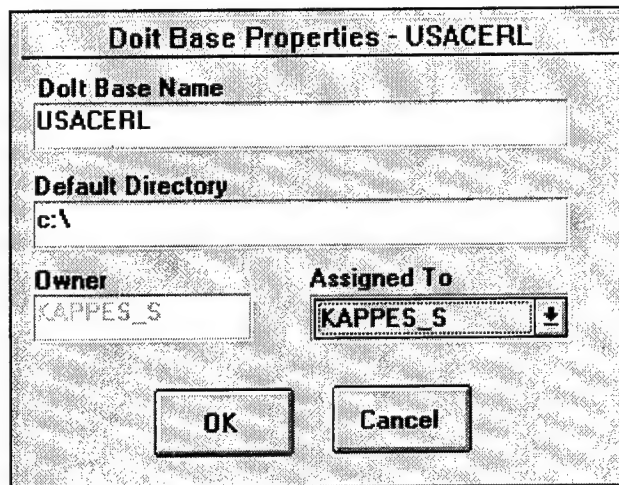 Doit Base Properties - USACERL
DoIt Base Name
USACERL
Default Directory
c:\
Owner Assigned To
KAPPES_S KAPPES_S
OK Cancel